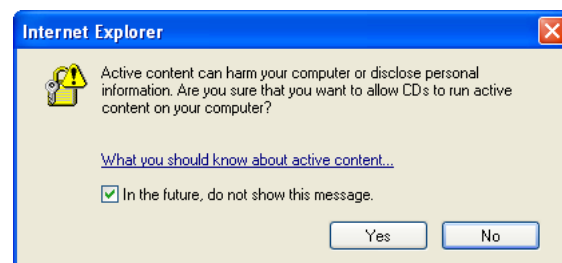 Internet Explorer
Active content can harm your computer or disclose personal
information. Are you sure that you want to allow CDs to run active
content on your computer?
What you should know about active content...
In the future, do not show this message.
Yes No